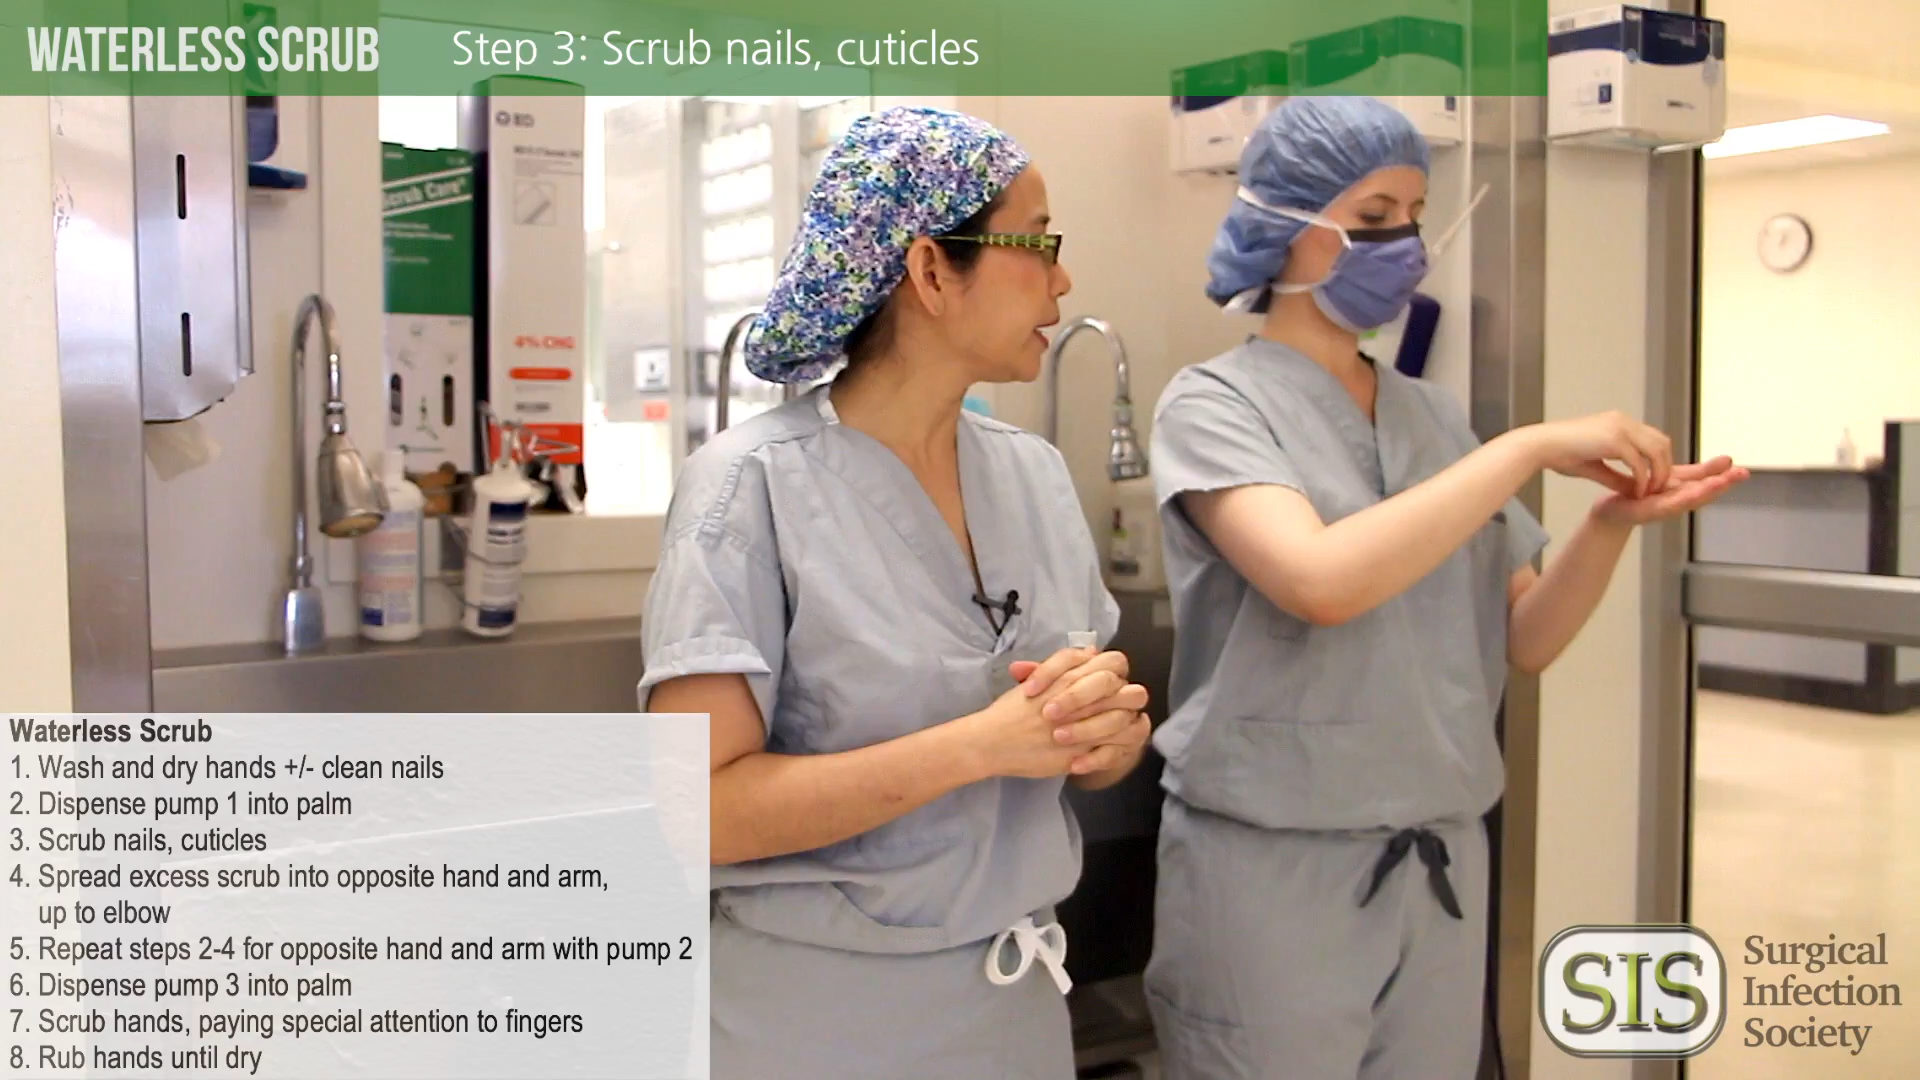 WATERLESS SCRUB
Step 3: Scrub nails, cuticles
BD
Scrub Care
4% CHG
Waterless Scrub
1. Wash and dry hands +/- clean nails
2. Dispense pump 1 into palm
3. Scrub nails, cuticles
4. Spread excess scrub into opposite hand and arm,
up to elbow
5. Repeat steps 2-4 for opposite hand and arm with pump 2
6. Dispense pump 3 into palm
7. Scrub hands, paying special attention to fingers
8. Rub hands until dry
SIS
Surgical
Infection
Society